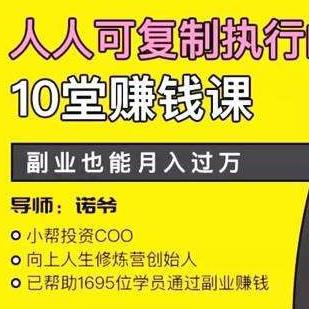 人人可复制执行
10堂赚钱课
副业也能月入过万
导师：诺爷
小帮投资COO
向上人生修炼营创始人
已帮助1695位学员通过副业赚钱